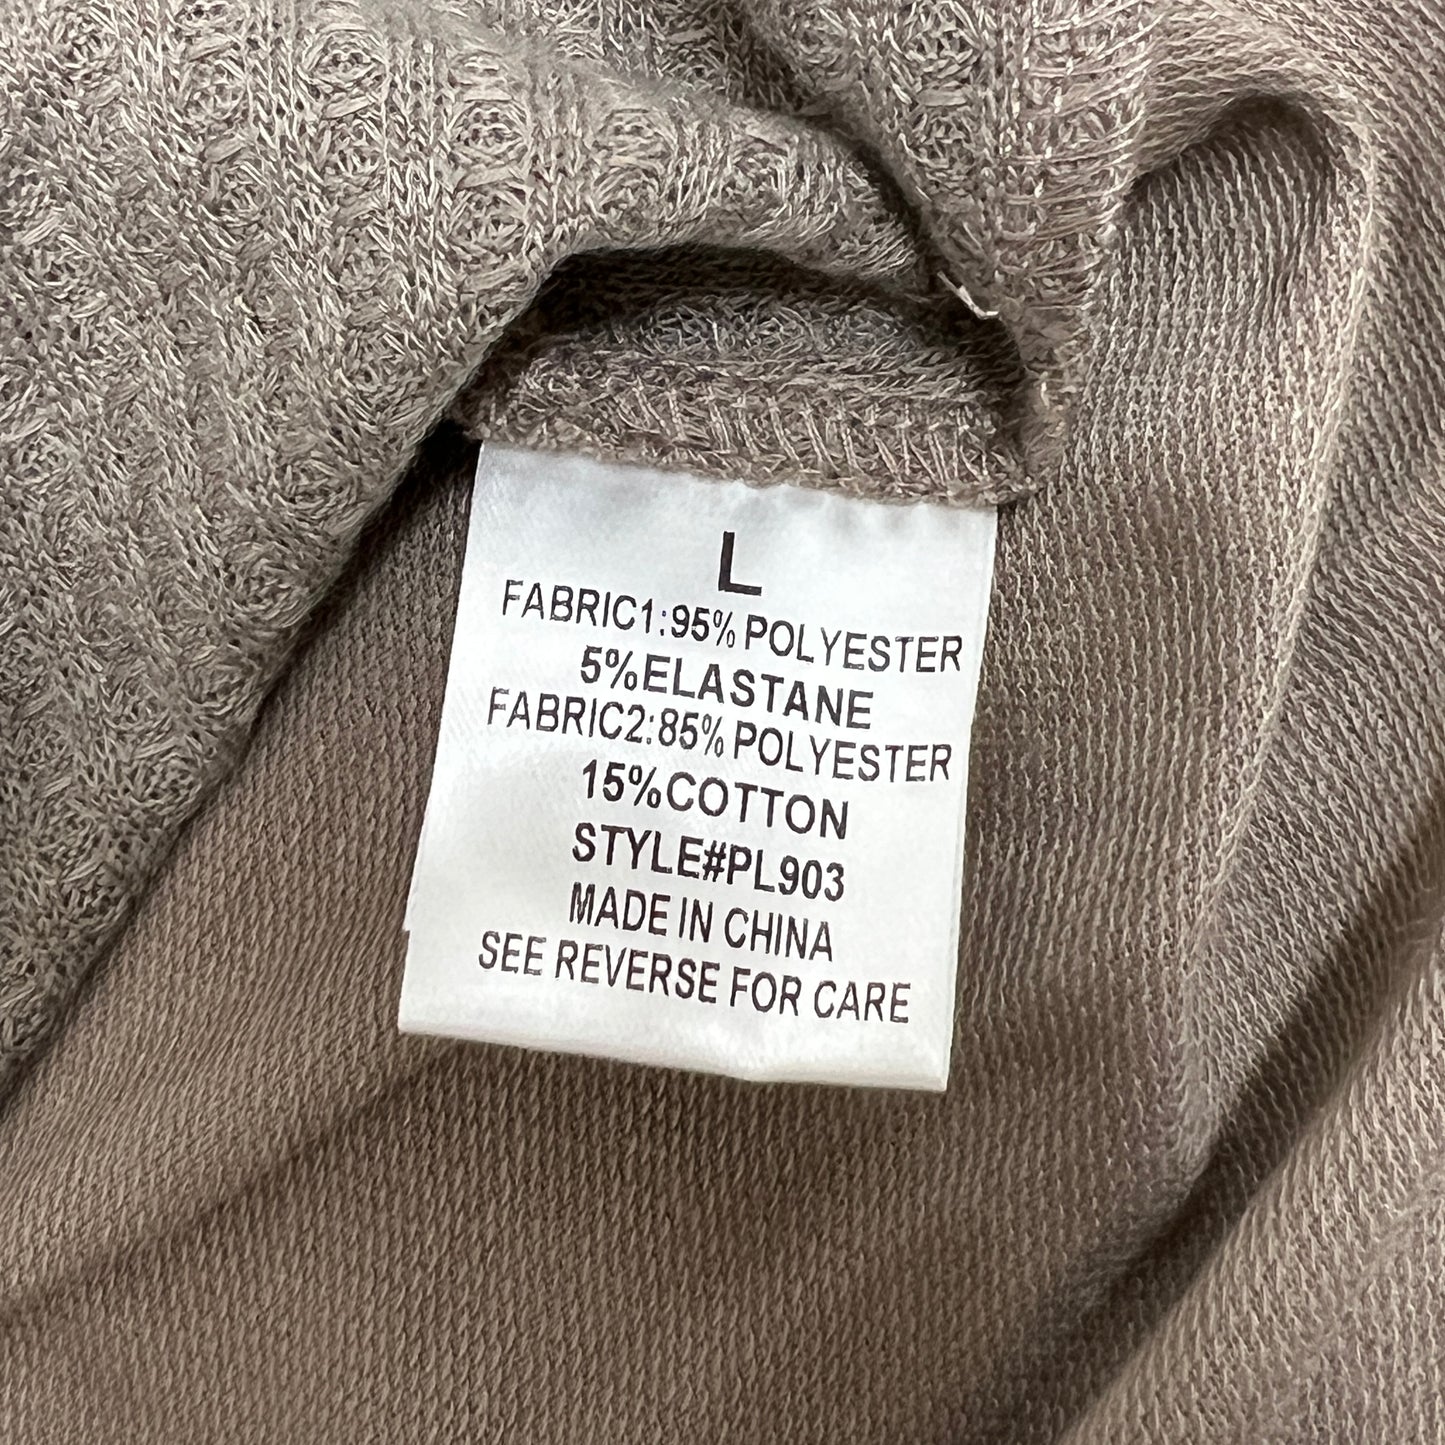 L
FABRIC1:95% POLYESTER
5%ELASTANE
FABRIC2:85% POLYESTER
15%COTTON
STYLE#PL903
MADE IN CHINA
SEE REVERSE FOR CARE